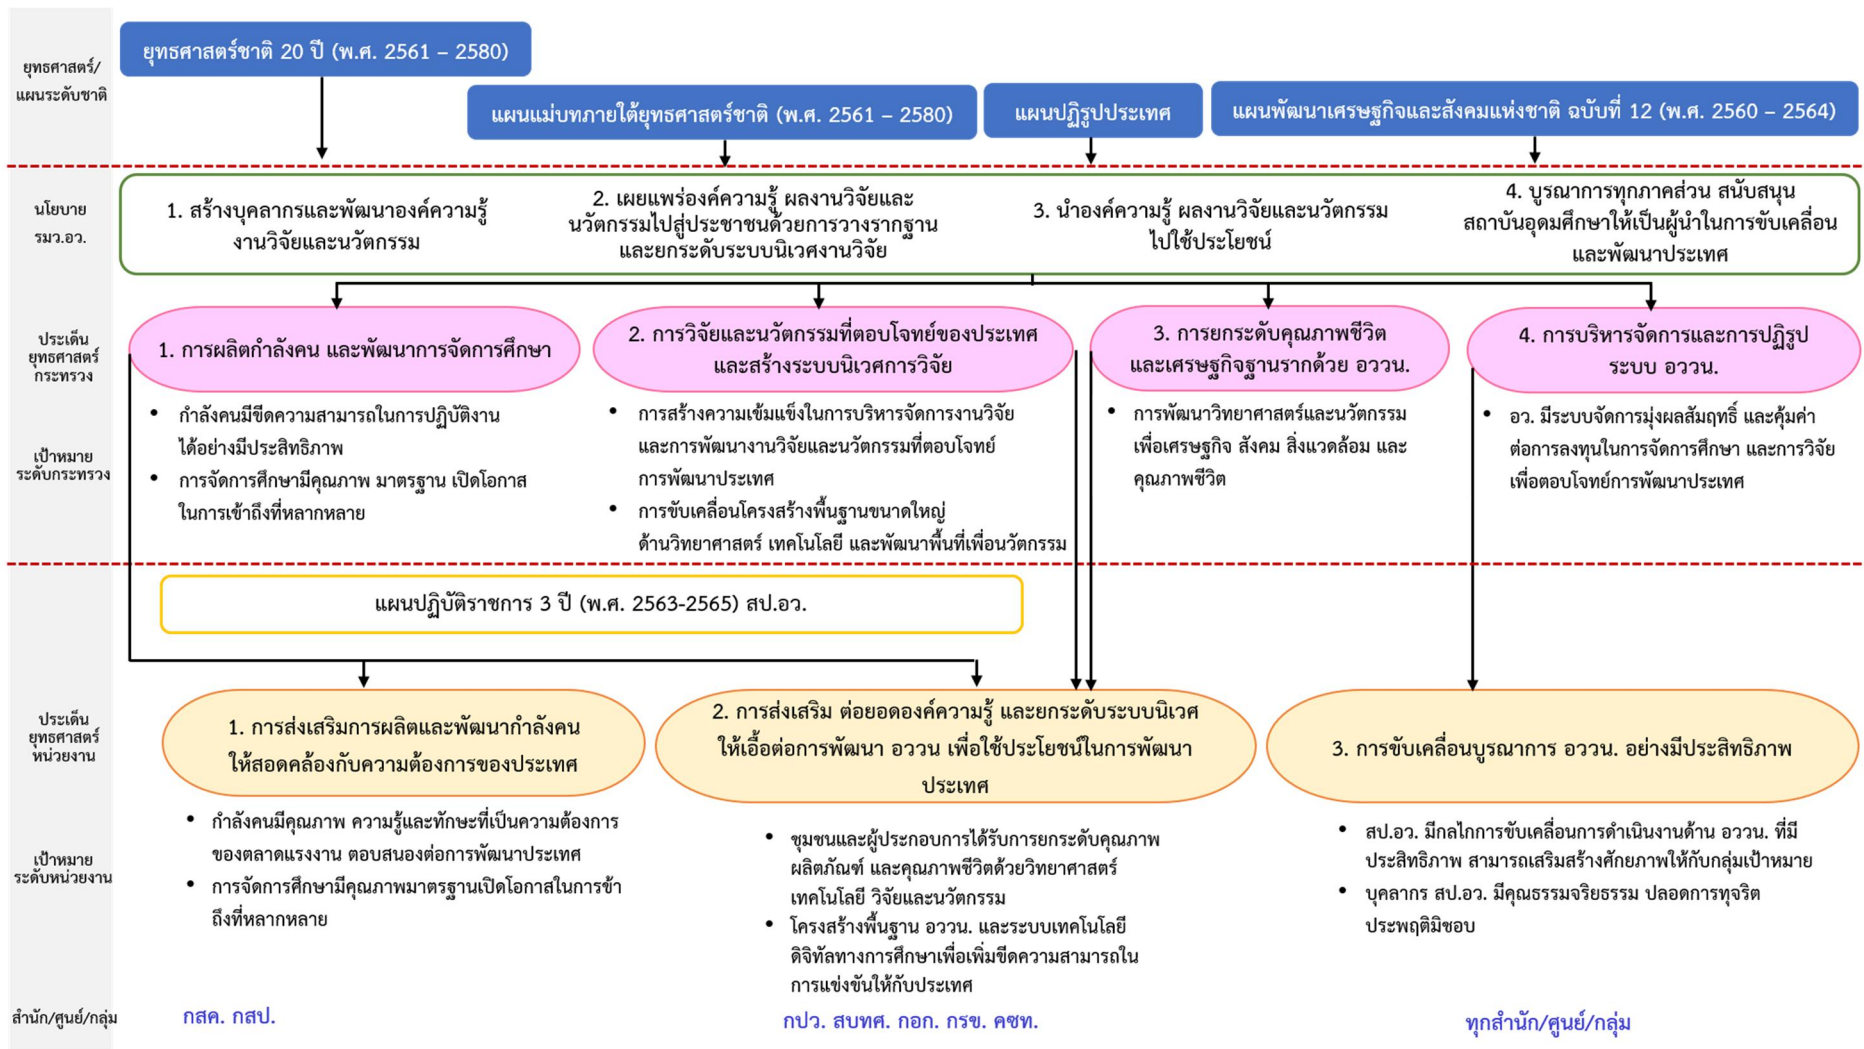 ยุทธศาสตร์/
แผนระดับชาติ
ยุทธศาสตร์ชาติ 20 ปี (พ.ศ. 2561 – 2580)
แผนแม่บทภายใต้ยุทธศาสตร์ชาติ (พ.ศ. 2561 – 2580)
แผนปฏิรูปประเทศ
แผนพัฒนาเศรษฐกิจและสังคมแห่งชาติ ฉบับที่ 12 (พ.ศ. 2560 – 2564)
นโยบาย
รมว.อว.
1. สร้างบุคลากรและพัฒนาองค์ความรู้
งานวิจัยและนวัตกรรม
2. เผยแพร่องค์ความรู้ ผลงานวิจัยและ
นวัตกรรมไปสู่ประชาชนด้วยการวางรากฐาน
และยกระดับระบบนิเวศงานวิจัย
3. นำองค์ความรู้ ผลงานวิจัยและนวัตกรรม
ไปใช้ประโยชน์
4. บูรณาการทุกภาคส่วน สนับสนุน
สถาบันอุดมศึกษาให้เป็นผู้นำในการขับเคลื่อน
และพัฒนาประเทศ
ประเด็น
ยุทธศาสตร์
กระทรวง
1. การผลิตกำลังคน และพัฒนาการจัดการศึกษา
2. การวิจัยและนวัตกรรมที่ตอบโจทย์ของประเทศ
และสร้างระบบนิเวศการวิจัย
3. การยกระดับคุณภาพชีวิต
และเศรษฐกิจฐานรากด้วย อววน.
4. การบริหารจัดการและการปฏิรูป
ระบบ อววน.
เป้าหมาย
ระดับกระทรวง
• กำลังคนมีขีดความสามารถในการปฏิบัติงาน
ได้อย่างมีประสิทธิภาพ
• การจัดการศึกษามีคุณภาพ มาตรฐาน เปิดโอกาส
ในการเข้าถึงที่หลากหลาย
• การสร้างความเข้มแข็งในการบริหารจัดการงานวิจัย
และการพัฒนางานวิจัยและนวัตกรรมที่ตอบโจทย์
การพัฒนาประเทศ
• การขับเคลื่อนโครงสร้างพื้นฐานขนาดใหญ่
ด้านวิทยาศาสตร์ เทคโนโลยี และพัฒนาพื้นที่เพื่อนวัตกรรม
• การพัฒนาวิทยาศาสตร์และนวัตกรรม
เพื่อเศรษฐกิจ สังคม สิ่งแวดล้อม และ
คุณภาพชีวิต
• อว. มีระบบจัดการมุ่งผลสัมฤทธิ์ และคุ้มค่า
ต่อการลงทุนในการจัดการศึกษา และการวิจัย
เพื่อตอบโจทย์การพัฒนาประเทศ
แผนปฏิบัติราชการ 3 ปี (พ.ศ. 2563-2565) สป.อว.
ประเด็น
ยุทธศาสตร์
หน่วยงาน
1. การส่งเสริมการผลิตและพัฒนากำลังคน
ให้สอดคล้องกับความต้องการของประเทศ
2. การส่งเสริม ต่อยอดองค์ความรู้ และยกระดับระบบนิเวศ
ให้เอื้อต่อการพัฒนา อววน เพื่อใช้ประโยชน์ในการพัฒนา
ประเทศ
3. การขับเคลื่อนบูรณาการ อววน. อย่างมีประสิทธิภาพ
เป้าหมาย
ระดับหน่วยงาน
• กำลังคนมีคุณภาพ ความรู้และทักษะที่เป็นความต้องการ
ของตลาดแรงงาน ตอบสนองต่อการพัฒนาประเทศ
• การจัดการศึกษามีคุณภาพมาตรฐานเปิดโอกาสในการเข้า
ถึงที่หลากหลาย
• ชุมชนและผู้ประกอบการได้รับการยกระดับคุณภาพ
ผลิตภัณฑ์ และคุณภาพชีวิตด้วยวิทยาศาสตร์
เทคโนโลยี วิจัยและนวัตกรรม
• โครงสร้างพื้นฐาน อววน. และระบบเทคโนโลยี
ดิจิทัลทางการศึกษาเพื่อเพิ่มขีดความสามารถใน
การแข่งขันให้กับประเทศ
• สป.อว. มีกลไกการขับเคลื่อนการดำเนินงานด้าน อววน. ที่มี
ประสิทธิภาพ สามารถเสริมสร้างศักยภาพให้กับกลุ่มเป้าหมาย
• บุคลากร สป.อว. มีคุณธรรมจริยธรรม ปลอดการทุจริต
ประพฤติมิชอบ
สำนัก/ศูนย์/กลุ่ม
กสค. กสป.
กปว. สบทศ. กอก. กรข. คซท.
ทุกสำนัก/ศูนย์/กลุ่ม